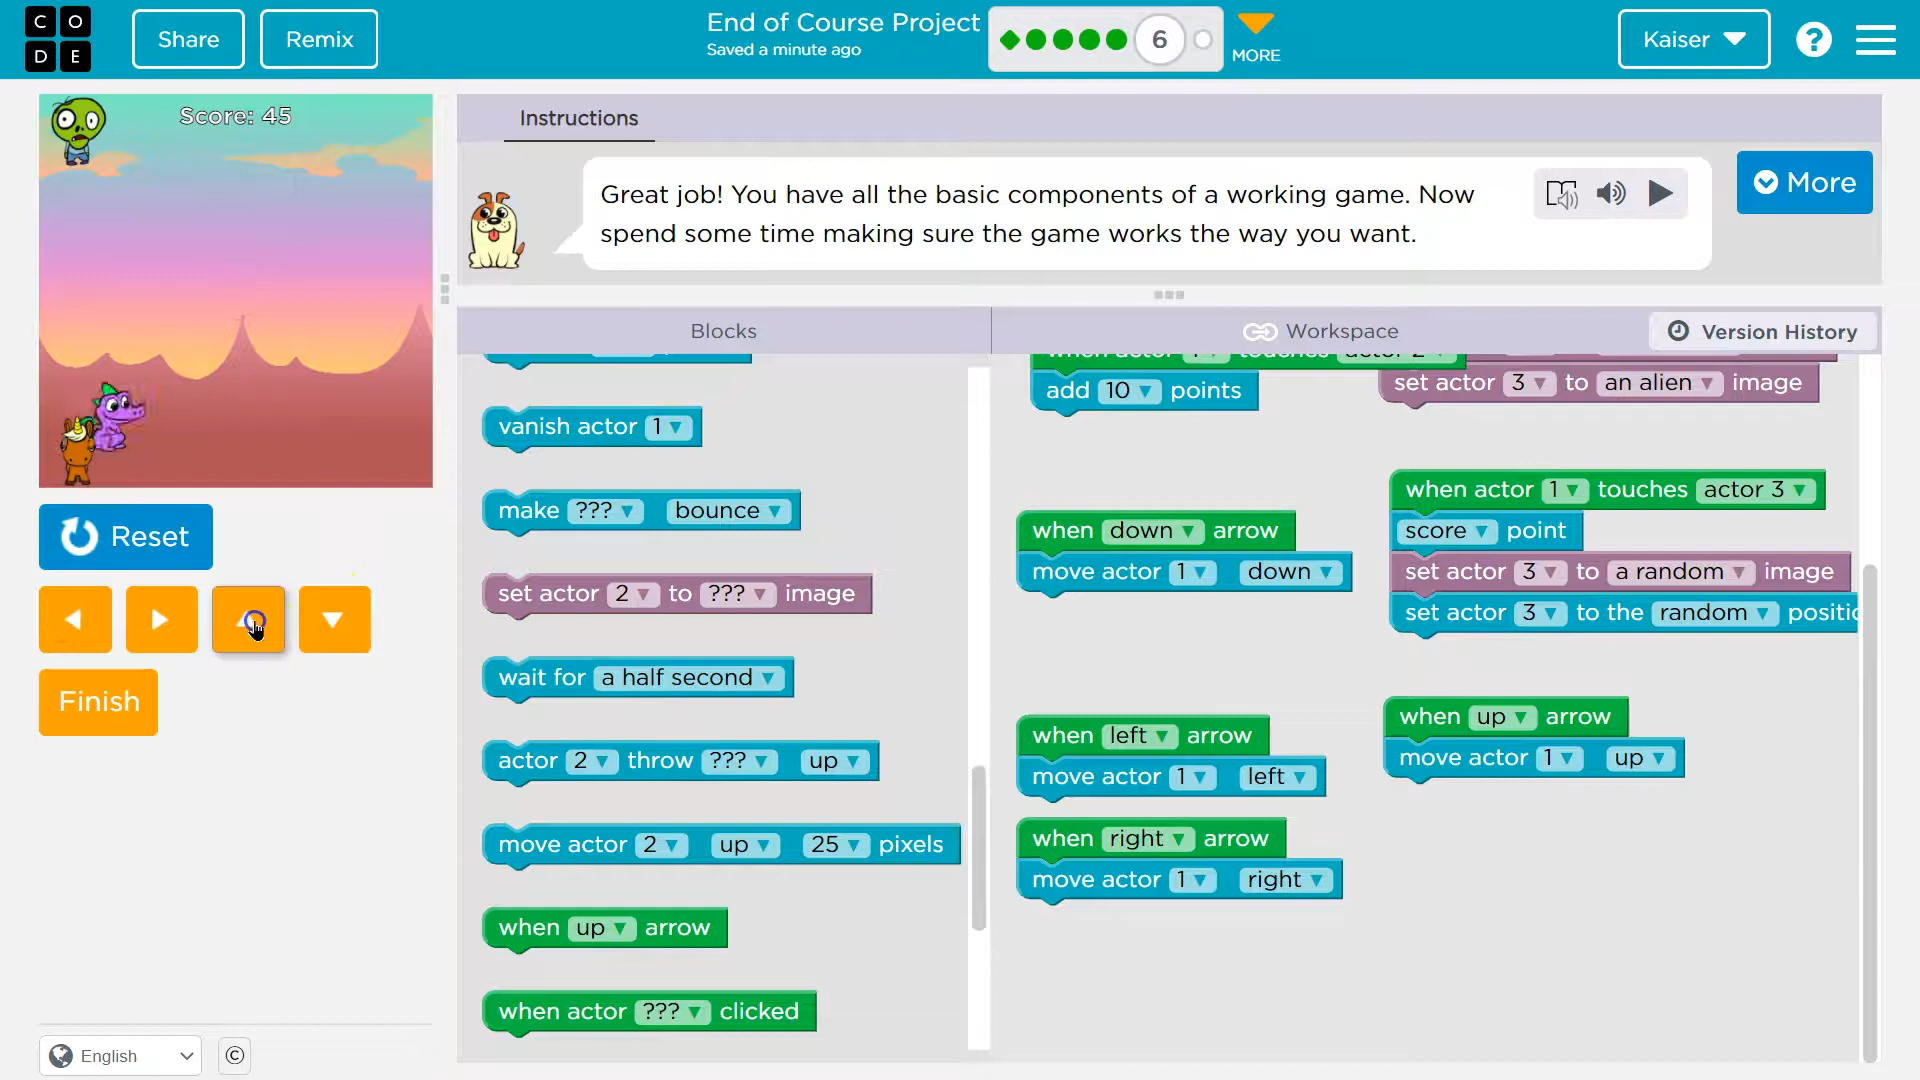 C O
D E
Share
Remix
End of Course Project
Saved a minute ago
6
MORE
Kaiser
?
Score: 45
Instructions
Great job! You have all the basic components of a working game. Now
spend some time making sure the game works the way you want.
More
Blocks
Workspace
Version History
vanish actor 1
make ??? bounce
set actor 2 to ??? image
wait for a half second
actor 2 throw ??? up
move actor 2 up 25 pixels
when up arrow
when actor ??? clicked
when actor 1 touches actor 2
add 10 points
set actor 3 to an alien image
when down arrow
move actor 1 down
when actor 1 touches actor 3
score point
set actor 3 to a random image
set actor 3 to the random positio
when left arrow
move actor 1 left
when up arrow
move actor 1 up
when right arrow
move actor 1 right
Reset
Finish
English
©